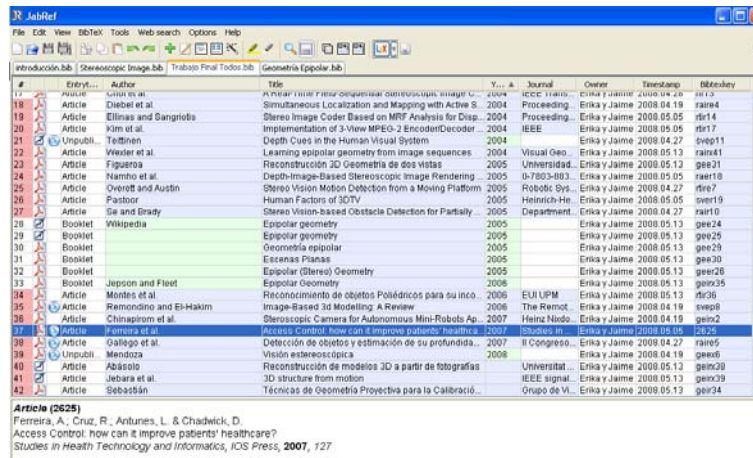 JabRef
File Edit View BibTeX Tools Web search Options Help
introducción.bib Stereoscopic Image.bib Trabajo Final Todos.bib Geometría Epipolar.bib
# Entryt... Author Title Y... Journal Owner Timestamp Bibtexkey
18 Article Diebel et al. Simultaneous Localization and Mapping with Active S... 2004 Proceeding... Erika y Jaime 2008.04.19 raire4
19 Article Ellinas and Sangriotis Stereo Image Coder Based on MRF Analysis for Disp... 2004 Proceeding... Erika y Jaime 2008.05.05 rtir14
20 Article Kim et al. Implementation of 3-View MPEG-2 Encoder/Decoder ... 2004 IEEE Erika y Jaime 2008.05.05 rtir17
21 Unpubli... Teittinen Depth Cues in the Human Visual System 2004 Erika y Jaime 2008.04.27 svep11
22 Article Wexler et al. Learning epipolar geometry from image sequences 2004 Visual Geo... Erika y Jaime 2008.05.13 rairx41
23 Article Figueroa Reconstrucción 3D Geometría de dos vistas 2005 Universidad... Erika y Jaime 2008.05.13 gee31
24 Article Namho et al. Depth-Image-Based Stereoscopic Image Rendering ... 2005 0-7803-883... Erika y Jaime 2008.05.13 raer18
25 Article Overett and Austin Stereo Vision Motion Detection from a Moving Platform 2005 Robotic Sys... Erika y Jaime 2008.04.27 rtire7
26 Article Pastoor Human Factors of 3DTV 2005 Heinrich-He... Erika y Jaime 2008.05.05 sver19
27 Article Se and Brady Stereo Vision-based Obstacle Detection for Partially ... 2005 Department... Erika y Jaime 2008.04.27 rair10
28 Booklet Wikipedia Epipolar geometry 2005 Erika y Jaime 2008.05.13 gee24
29 Booklet Epipolar geometry 2005 Erika y Jaime 2008.05.13 gee25
30 Booklet Geometría epipolar 2005 Erika y Jaime 2008.05.13 gee29
31 Booklet Escenas Planas 2005 Erika y Jaime 2008.05.13 gee30
32 Booklet Epipolar (Stereo) Geometry 2005 Erika y Jaime 2008.05.13 geer26
33 Booklet Jepson and Fleet Epipolar Geometry 2006 Erika y Jaime 2008.05.13 geirx35
34 Article Montes et al. Reconocimiento de objetos Poliédricos para su inco... 2006 EUI UPM Erika y Jaime 2008.05.13 rtir36
35 Article Remondino and El-Hakim Image-Based 3d Modelling: A Review 2006 The Remot... Erika y Jaime 2008.04.19 svep8
36 Article Chinapirom et al. Steroscopic Camera for Autonomous Mini-Robots Ap... 2007 Heinz Nixdo... Erika y Jaime 2008.04.19 geirx2
37 Article Ferreira et al. Access Control: how can it improve patients' healthca... 2007 Studies in ... Erika y Jaime 2008.05.05 2625
38 Article Gallego et al. Detección de objetos y estimación de su profundida... 2007 II Congreso... Erika y Jaime 2008.04.27 raire5
39 Unpubli... Mendoza Visión estereoscópica 2008 Erika y Jaime 2008.04.19 geex6
40 Article Abásolo Reconstrucción de modelos 3D a partir de fotografías Universitat ... Erika y Jaime 2008.05.13 geirx38
41 Article Jebara et al. 3D structure from motion IEEE signal... Erika y Jaime 2008.05.13 geirx39
42 Article Sebastián Técnicas de Geometría Proyectiva para la Calibració... Grupo de Vi... Erika y Jaime 2008.05.13 geir34
Article (2625)
Ferreira, A.; Cruz, R.; Antunes, L. & Chadwick, D.
Access Control: how can it improve patients' healthcare?
Studies in Health Technology and Informatics, IOS Press, 2007, 127